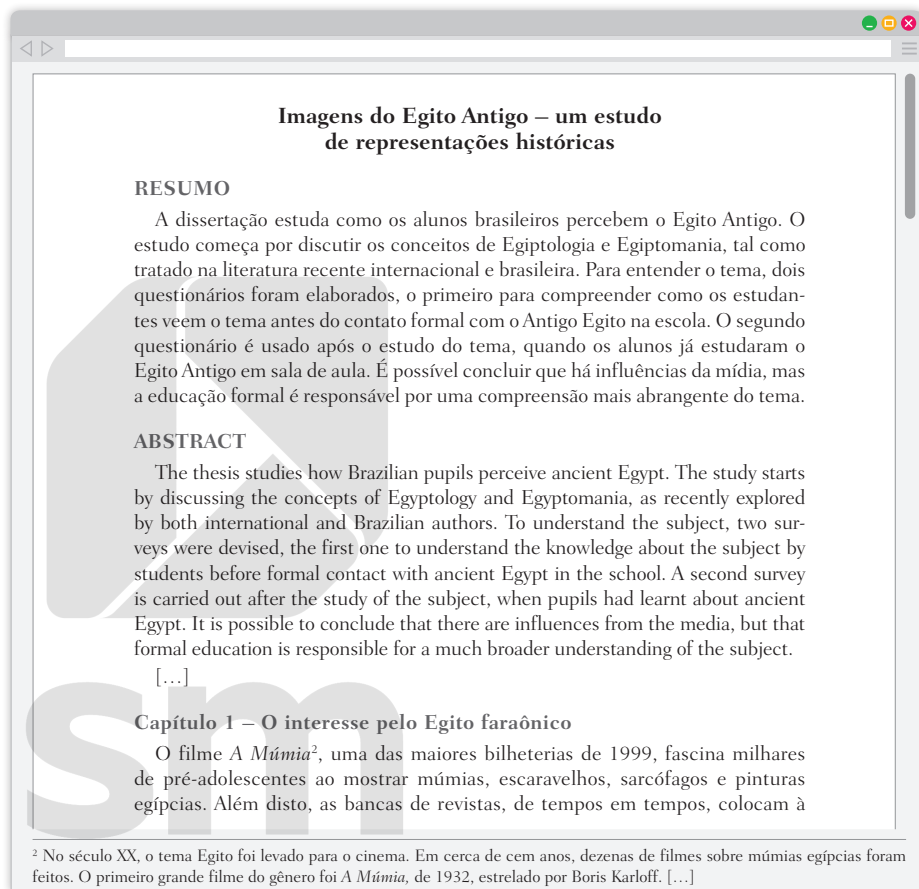 Imagens do Egito Antigo – um estudo
de representações históricas
RESUMO
A dissertação estuda como os alunos brasileiros percebem o Egito Antigo. O
estudo começa por discutir os conceitos de Egiptologia e Egiptomania, tal como
tratado na literatura recente internacional e brasileira. Para entender o tema, dois
questionários foram elaborados, o primeiro para compreender como os estudan-
tes veem o tema antes do contato formal com o Antigo Egito na escola. O segundo
questionário é usado após o estudo do tema, quando os alunos já estudaram o
Egito Antigo em sala de aula. É possível concluir que há influências da mídia, mas
a educação formal é responsável por uma compreensão mais abrangente do tema.
ABSTRACT
The thesis studies how Brazilian pupils perceive ancient Egypt. The study starts
by discussing the concepts of Egyptology and Egyptomania, as recently explored
by both international and Brazilian authors. To understand the subject, two sur-
veys were devised, the first one to understand the knowledge about the subject by
students before formal contact with ancient Egypt in the school. A second survey
is carried out after the study of the subject, when pupils had learnt about ancient
Egypt. It is possible to conclude that there are influences from the media, but that
formal education is responsible for a much broader understanding of the subject.
[…]
Capítulo 1 – O interesse pelo Egito faraônico
O filme A Múmia², uma das maiores bilheterias de 1999, fascina milhares
de pré-adolescentes ao mostrar múmias, escaravelhos, sarcófagos e pinturas
egípcias. Além disto, as bancas de revistas, de tempos em tempos, colocam à
sm
² No século XX, o tema Egito foi levado para o cinema. Em cerca de cem anos, dezenas de filmes sobre múmias egípcias foram
feitos. O primeiro grande filme do gênero foi A Múmia, de 1932, estrelado por Boris Karloff. […]